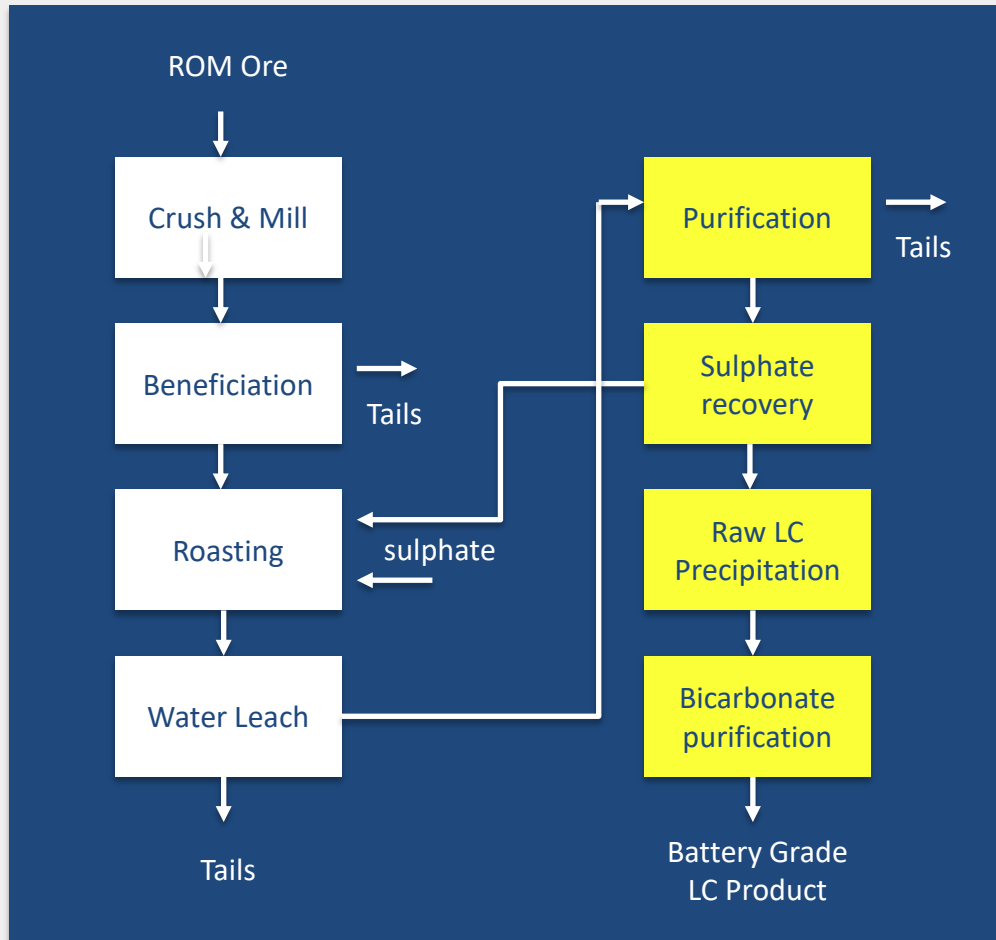 ROM Ore
Crush & Mill
Beneficiation
Tails
Roasting
sulphate
Water Leach
Tails
Purification
Tails
Sulphate
recovery
Raw LC
Precipitation
Bicarbonate
purification
Battery Grade
LC Product